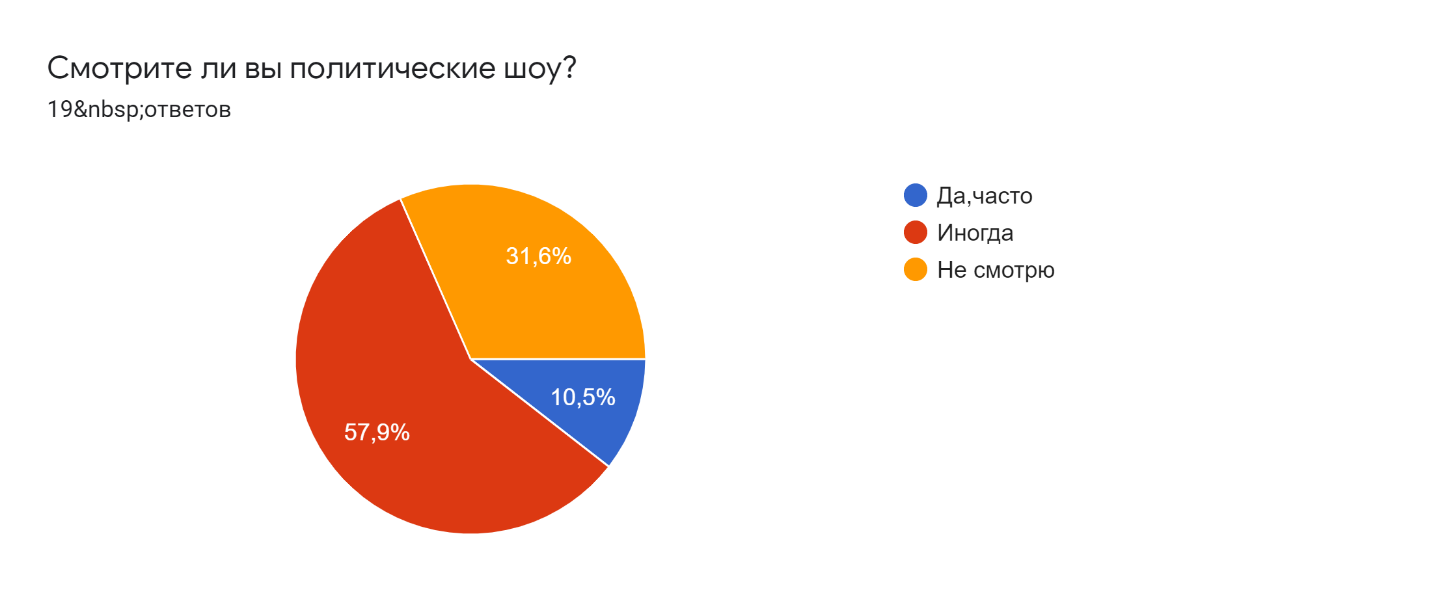 Смотрите ли вы политические шоу?
19&nbsp;ответов
Да,часто
Иногда
Не смотрю
31,6%
10,5%
57,9%